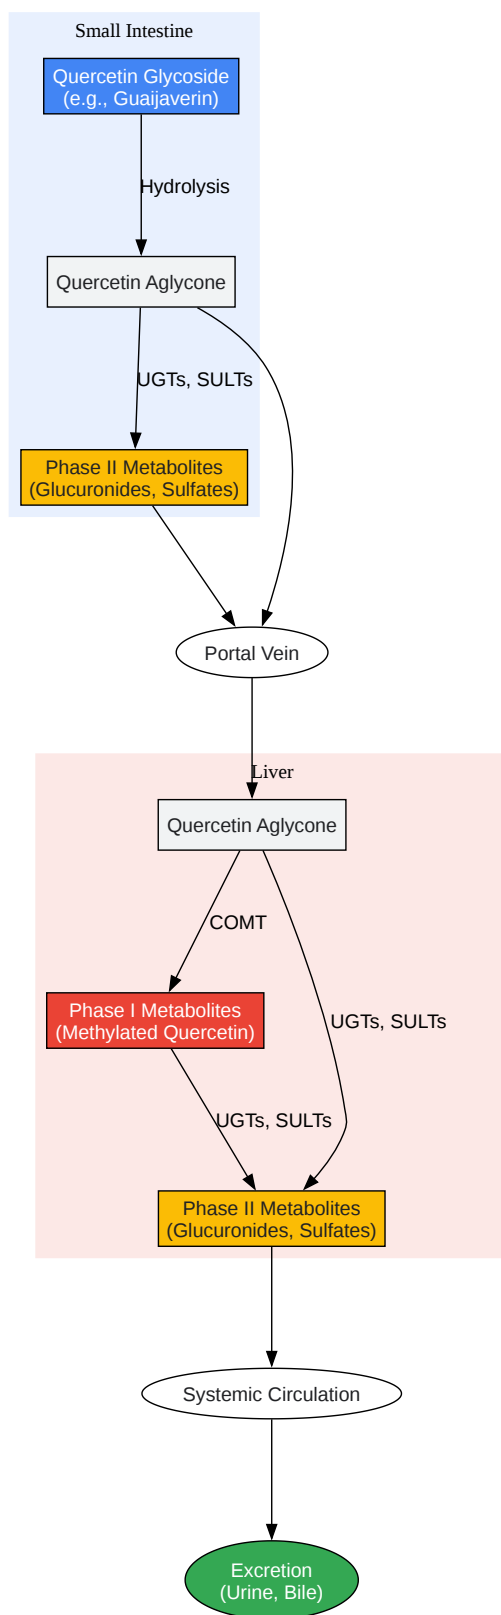 Small Intestine
Quercetin Glycoside
(e.g., Guaijaverin)
Hydrolysis
Quercetin Aglycone
UGTs, SULTs
Phase II Metabolites
(Glucuronides, Sulfates)
Portal Vein
Liver
Quercetin Aglycone
COMT
Phase I Metabolites
(Methylated Quercetin)
UGTs, SULTs
UGTs, SULTs
Phase II Metabolites
(Glucuronides, Sulfates)
Systemic Circulation
Excretion
(Urine, Bile)